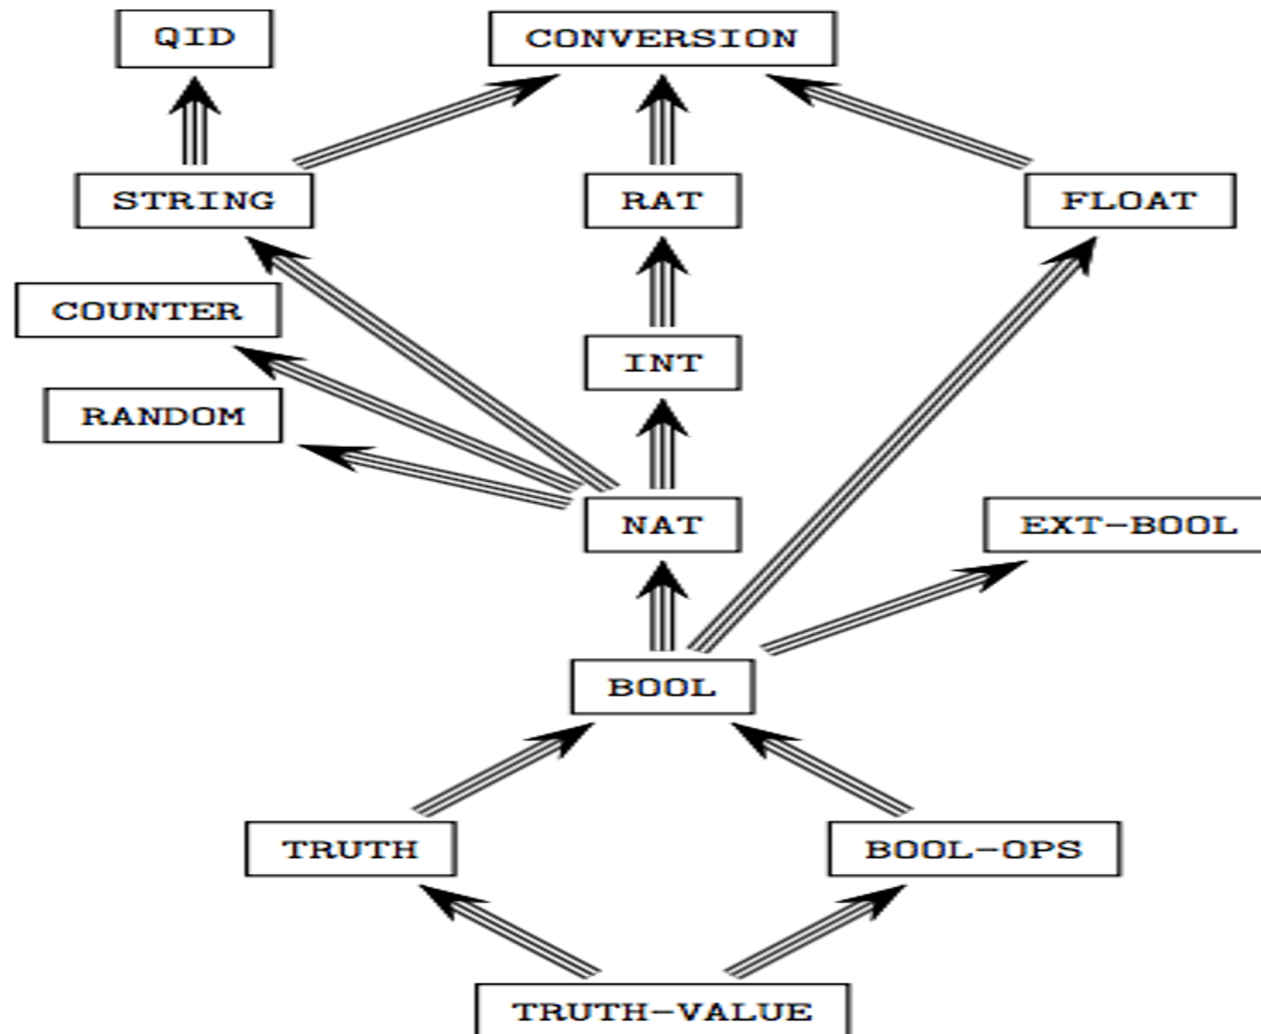 QID
CONVERSION
STRING
RAT
FLOAT
COUNTER
INT
RANDOM
NAT
EXT-BOOL
BOOL
TRUTH
BOOL-OPS
TRUTH-VALUE